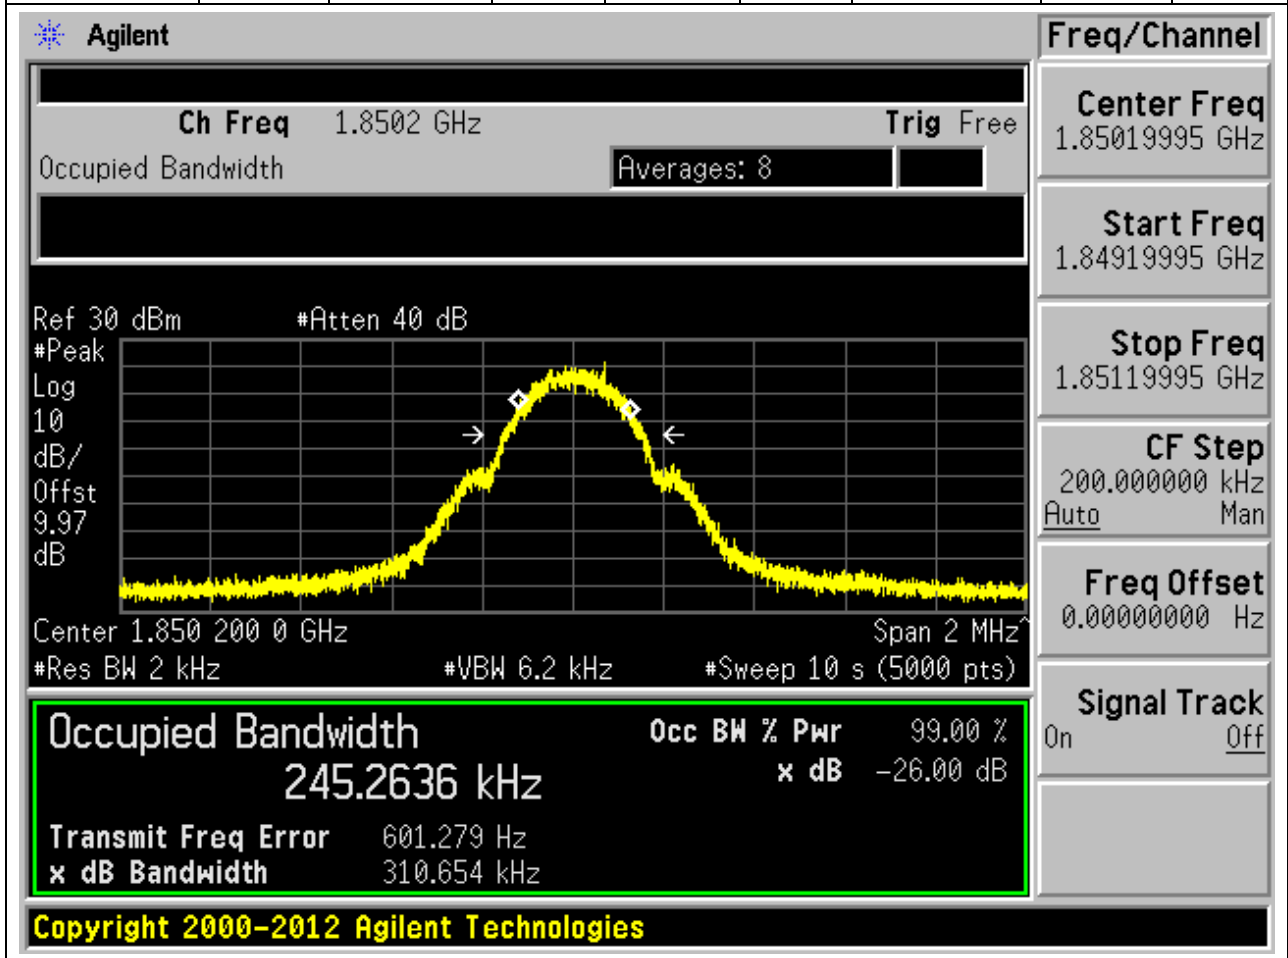 Agilent
Freq/Channel
Ch Freq 1.8502 GHz Trig Free
Occupied Bandwidth Averages: 8
Center Freq
1.85019995 GHz
Start Freq
1.84919995 GHz
Stop Freq
1.85119995 GHz
CF Step
200.000000 kHz
Auto Man
Freq Offset
0.00000000 Hz
Signal Track
On Off
Ref 30 dBm #Atten 40 dB
#Peak
Log
10
dB/
Offst
9.97
dB
Center 1.850 200 0 GHz Span 2 MHz^
#Res BW 2 kHz #VBW 6.2 kHz #Sweep 10 s (5000 pts)
Occupied Bandwidth Occ BW % Pwr 99.00 %
245.2636 kHz x dB -26.00 dB
Transmit Freq Error 601.279 Hz
x dB Bandwidth 310.654 kHz
Copyright 2000-2012 Agilent Technologies